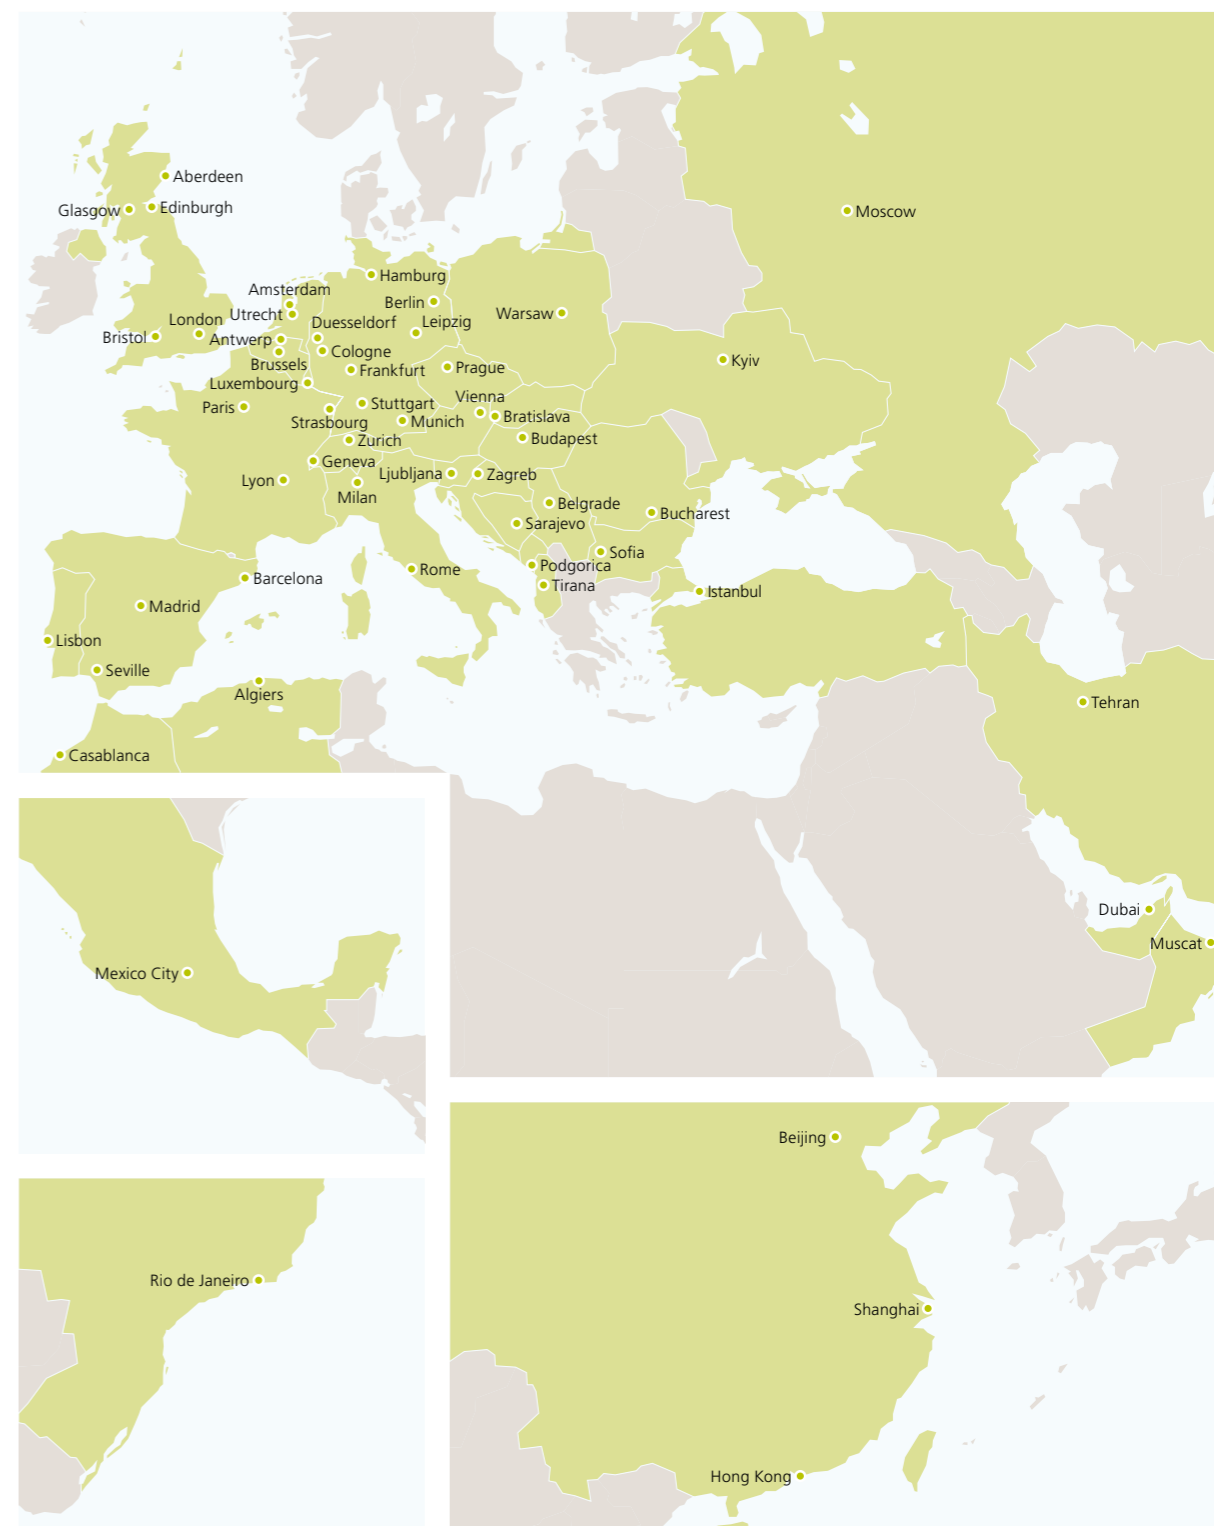 Aberdeen
Glasgow
Edinburgh
Moscow
Hamburg
Amsterdam
Berlin
Utrecht
London
Duesseldorf
Leipzig
Warsaw
Bristol
Antwerp
Cologne
Brussels
Frankfurt
Prague
Kyiv
Luxembourg
Paris
Stuttgart
Vienna
Strasbourg
Munich
Bratislava
Zurich
Budapest
Geneva
Lyon
Ljubljana
Zagreb
Milan
Belgrade
Sarajevo
Bucharest
Sofia
Podgorica
Rome
Barcelona
Tirana
Istanbul
Madrid
Lisbon
Seville
Algiers
Tehran
Casablanca
Dubai
Muscat
Mexico City
Beijing
Rio de Janeiro
Shanghai
Hong Kong